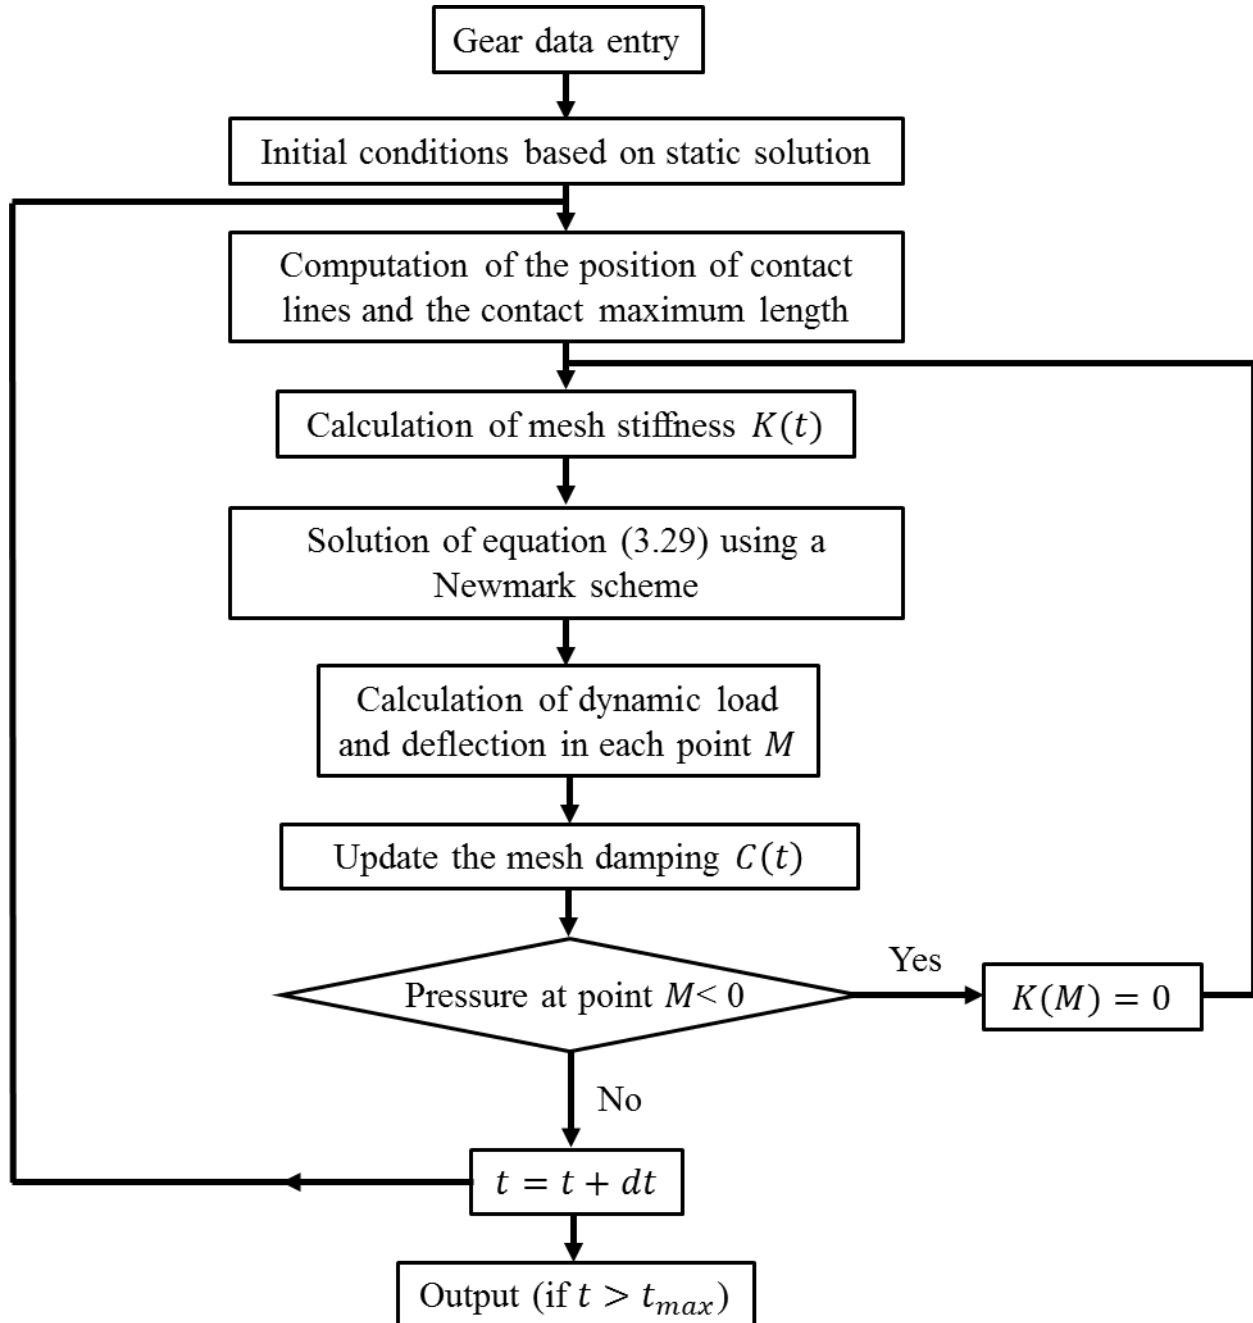 Gear data entry
Initial conditions based on static solution
Computation of the position of contact
lines and the contact maximum length
Calculation of mesh stiffness K(t)
Solution of equation (3.29) using a
Newmark scheme
Calculation of dynamic load
and deflection in each point M
Update the mesh damping C(t)
Pressure at point M< 0
Yes
K(M) = 0
No
t = t + dt
Output (if t > t_max)